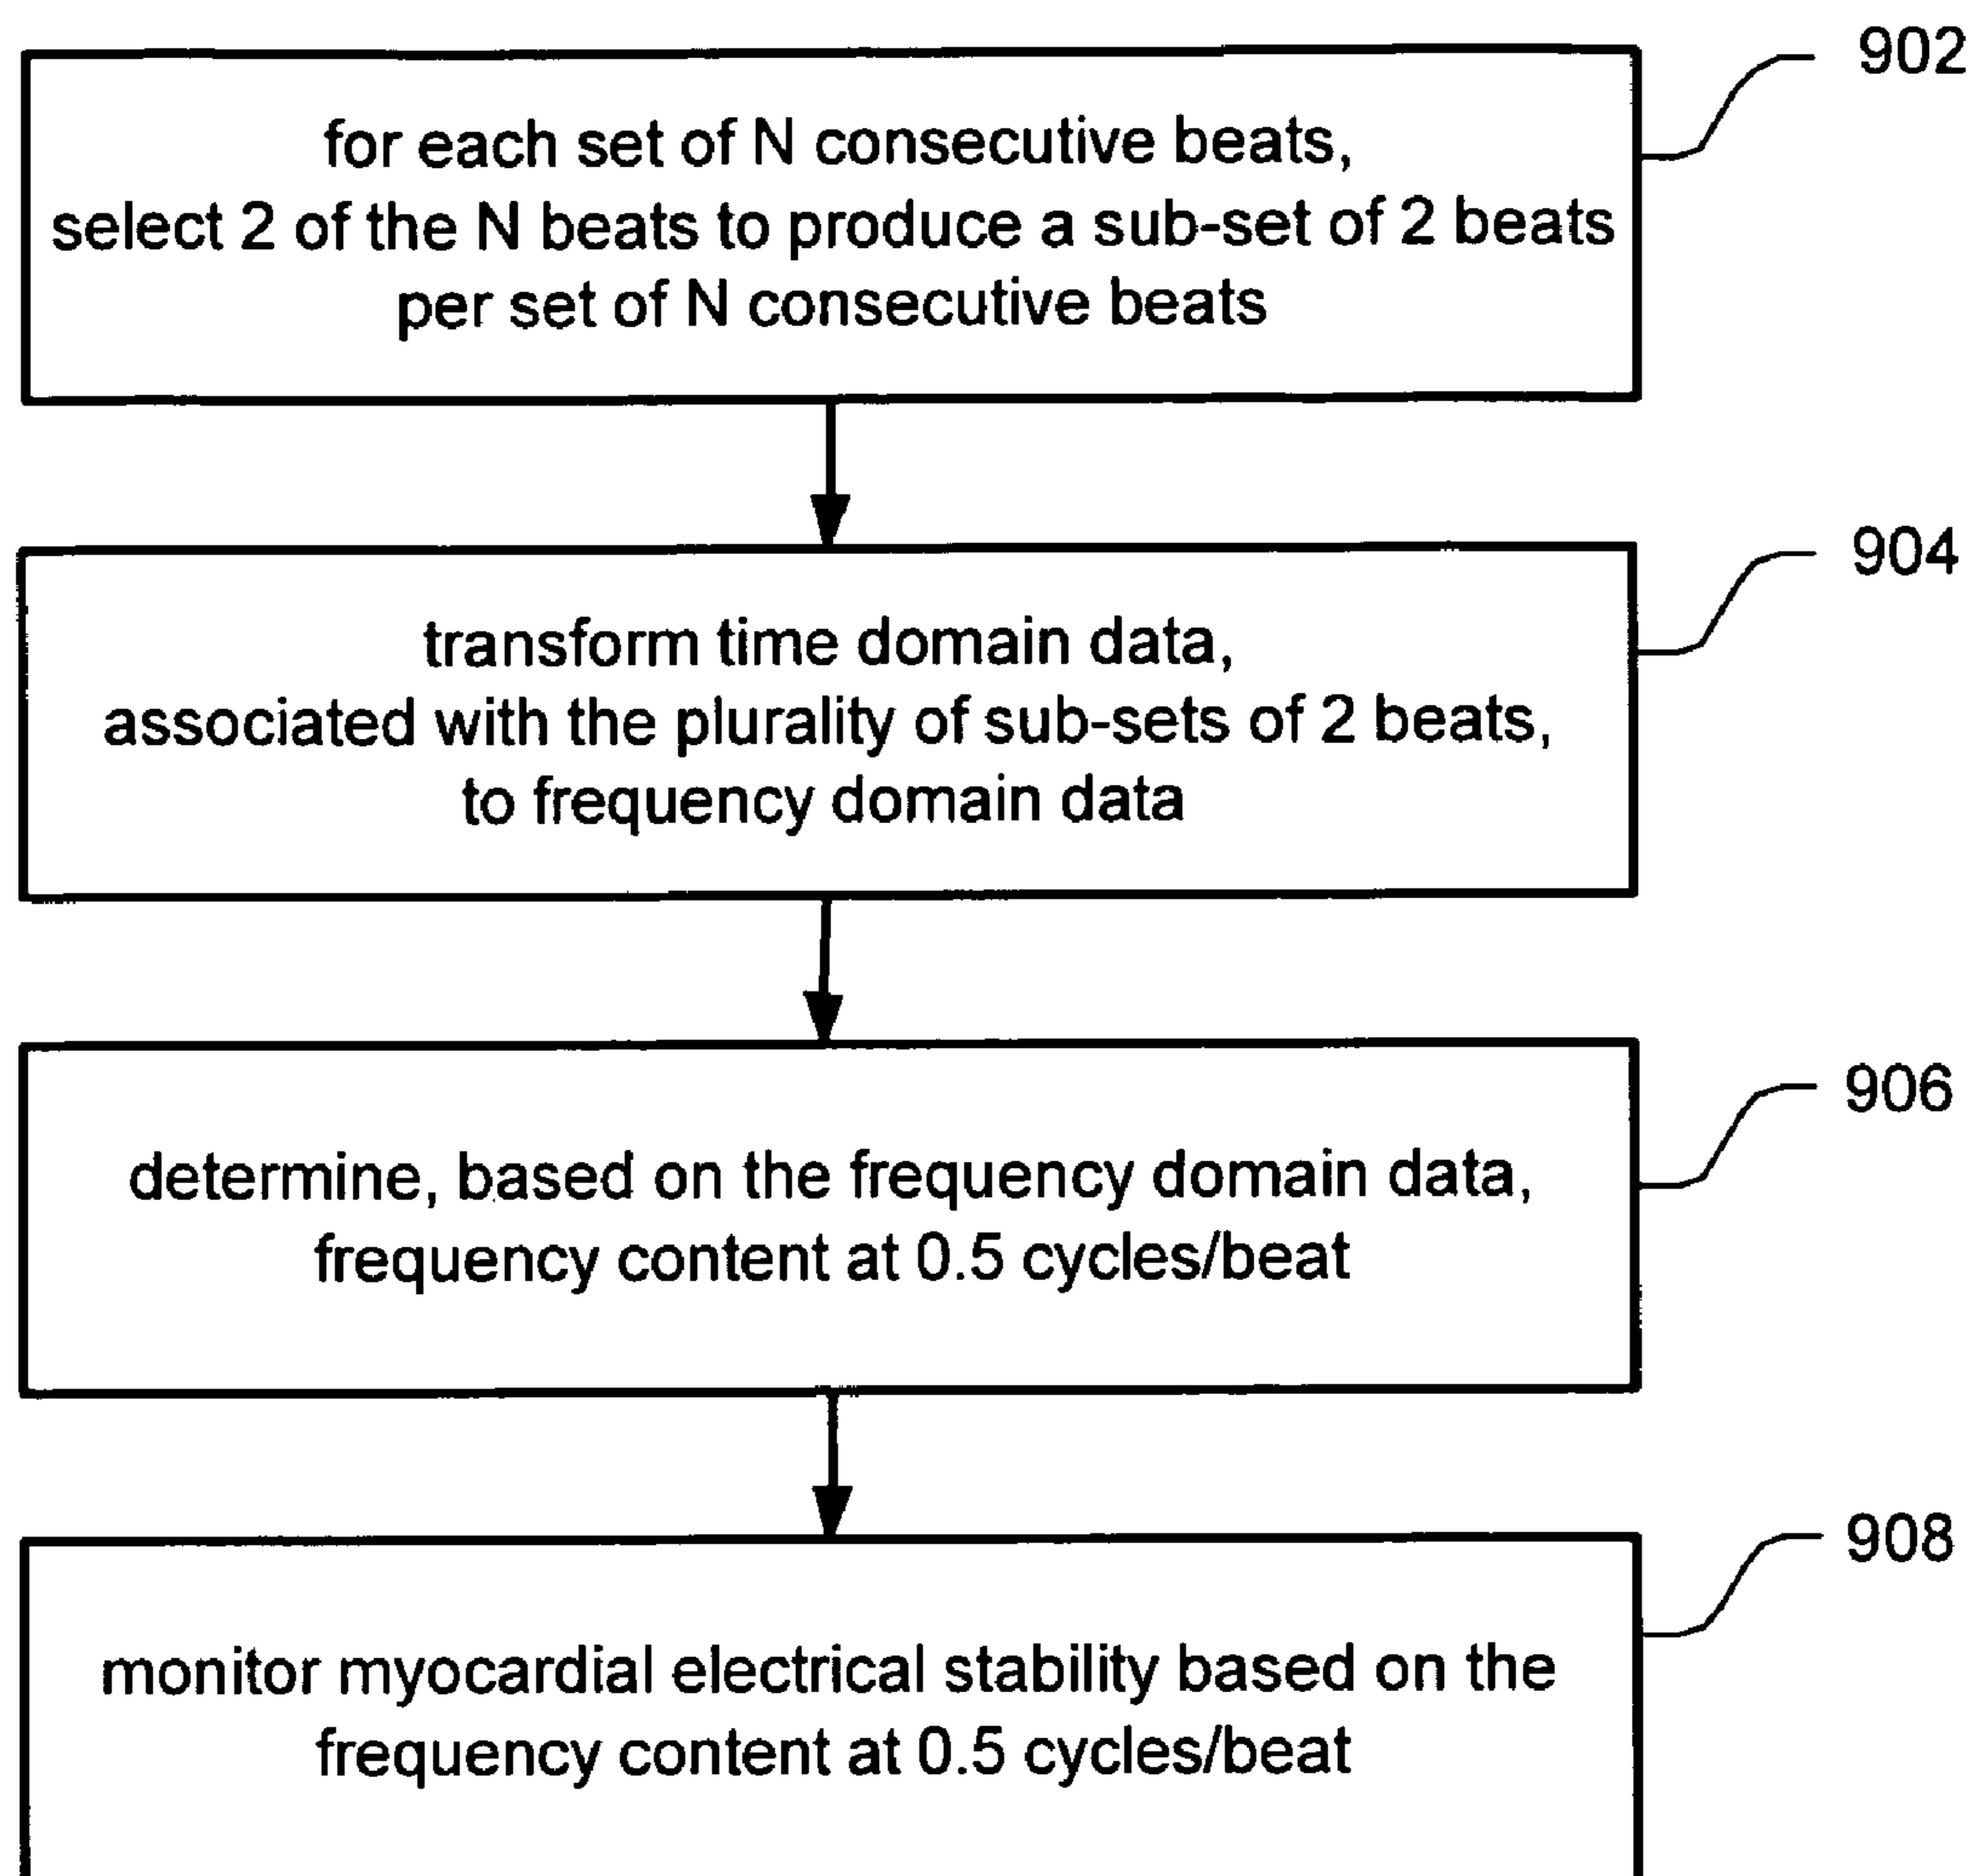 902
for each set of N consecutive beats,
select 2 of the N beats to produce a sub-set of 2 beats
per set of N consecutive beats
904
transform time domain data,
associated with the plurality of sub-sets of 2 beats,
to frequency domain data
906
determine, based on the frequency domain data,
frequency content at 0.5 cycles/beat
908
monitor myocardial electrical stability based on the
frequency content at 0.5 cycles/beat